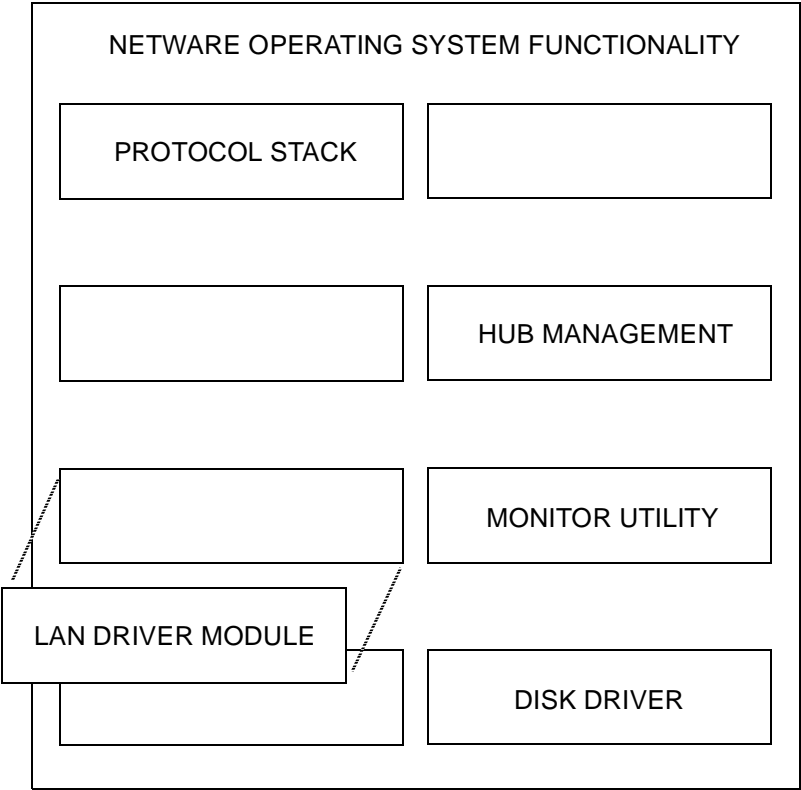 NETWARE OPERATING SYSTEM FUNCTIONALITY
PROTOCOL STACK
HUB MANAGEMENT
MONITOR UTILITY
LAN DRIVER MODULE
DISK DRIVER